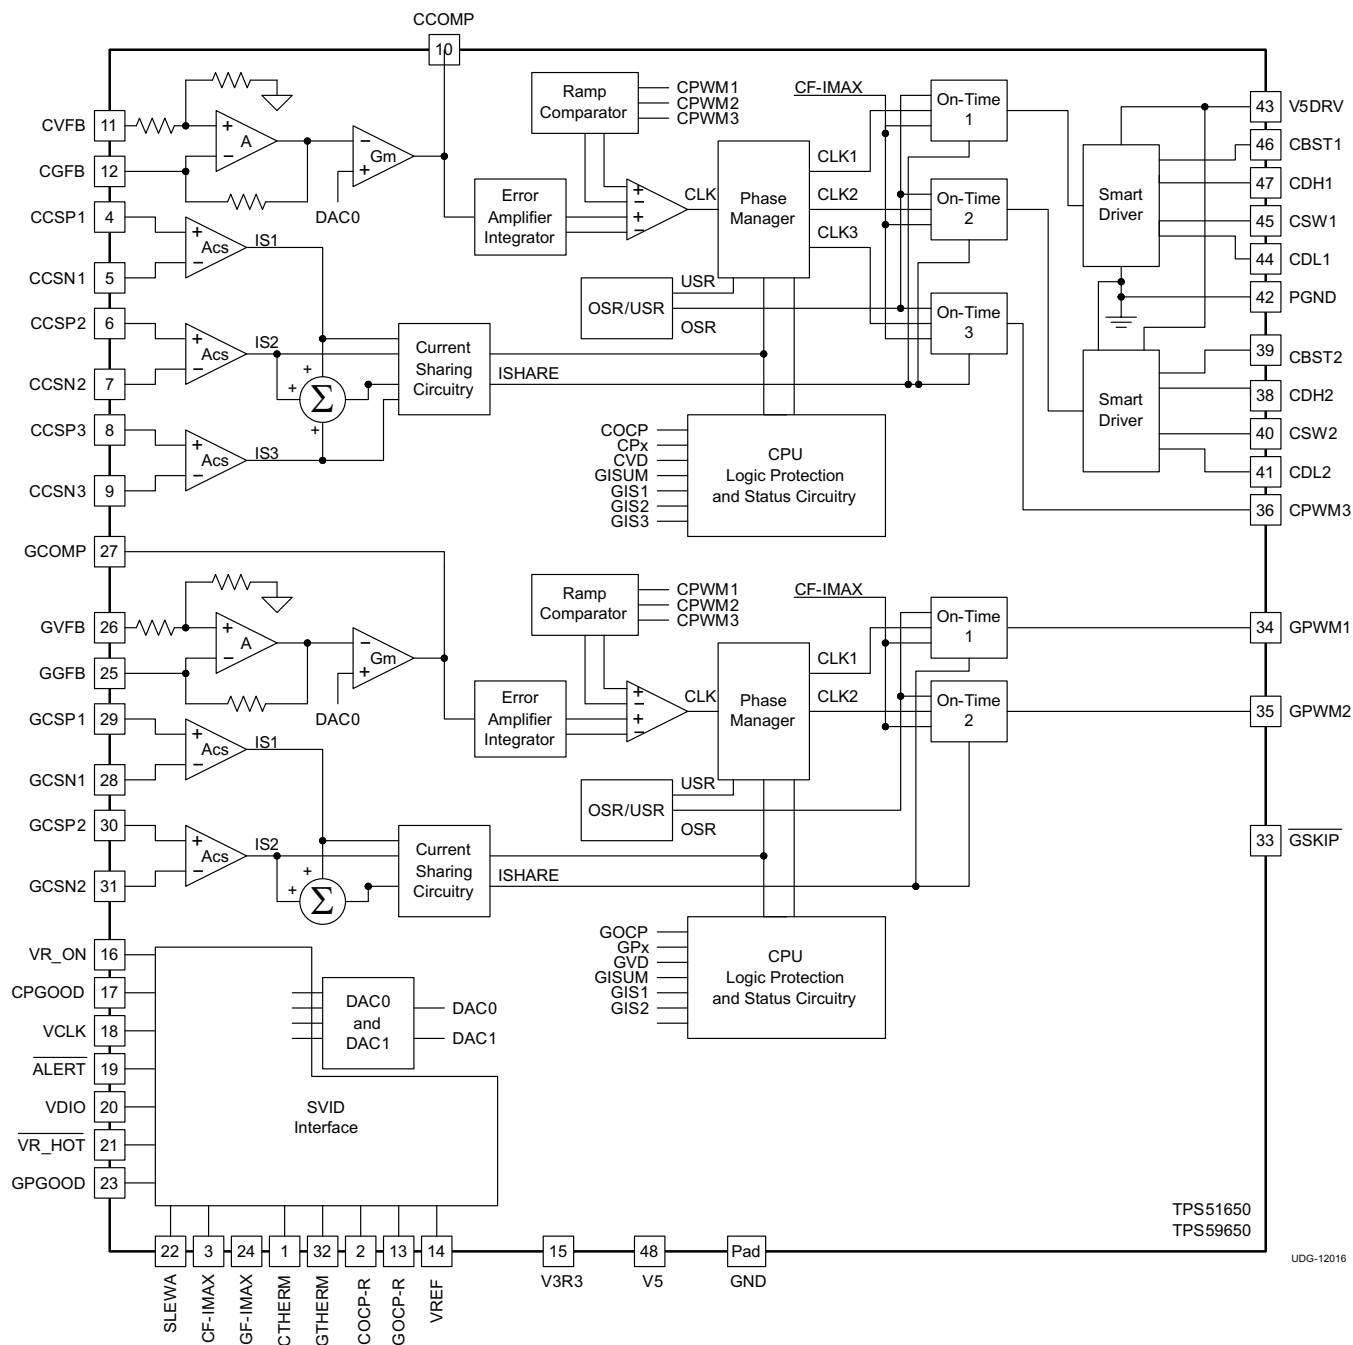 CCOMP
10
CVFB
11
CGFB
12
+
−
A
−
+
Gm
DAC0
Ramp
Comparator
CPWM1
CPWM2
CPWM3
Error
Amplifier
Integrator
+
−
+
−
CLK
Phase
Manager
CLK1
CLK2
CLK3
CF-IMAX
On-Time
1
On-Time
2
On-Time
3
OSR/USR
USR
OSR
CCSP1
4
CCSN1
5
+
−
Acs
IS1
CCSP2
6
CCSN2
7
+
−
Acs
IS2
CCSP3
8
CCSN3
9
+
−
Acs
IS3
+
+
Σ
+
Current
Sharing
Circuitry
ISHARE
COCP
CPx
CVD
GISUM
GIS1
GIS2
GIS3
CPU
Logic Protection
and Status Circuitry
Smart
Driver
Smart
Driver
43 V5DRV
46 CBST1
47 CDH1
45 CSW1
44 CDL1
42 PGND
39 CBST2
38 CDH2
40 CSW2
41 CDL2
36 CPWM3
GCOMP
27
GVFB
26
GGFB
25
+
−
A
−
+
Gm
DAC0
Ramp
Comparator
CPWM1
CPWM2
CPWM3
Error
Amplifier
Integrator
+
−
+
−
CLK
Phase
Manager
CLK1
CLK2
CF-IMAX
On-Time
1
On-Time
2
34 GPWM1
35 GPWM2
OSR/USR
USR
OSR
GCSP1
29
GCSN1
28
+
−
Acs
IS1
GCSP2
30
GCSN2
31
+
−
Acs
IS2
+
+
Σ
Current
Sharing
Circuitry
ISHARE
33 GSKIP
GOCP
GPx
GVD
GISUM
GIS1
GIS2
CPU
Logic Protection
and Status Circuitry
VR_ON 16
CPGOOD 17
VCLK 18
ALERT 19
VDIO 20
VR_HOT 21
GPGOOD 23
DAC0
and
DAC1
DAC0
DAC1
SVID
Interface
TPS51650
TPS59650
UDG-12016
22
SLEWA
3
CF-IMAX
24
GF-IMAX
1
CTHERM
32
GTHERM
2
COCP-R
13
GOCP-R
14
VREF
15
V3R3
48
V5
Pad
GND